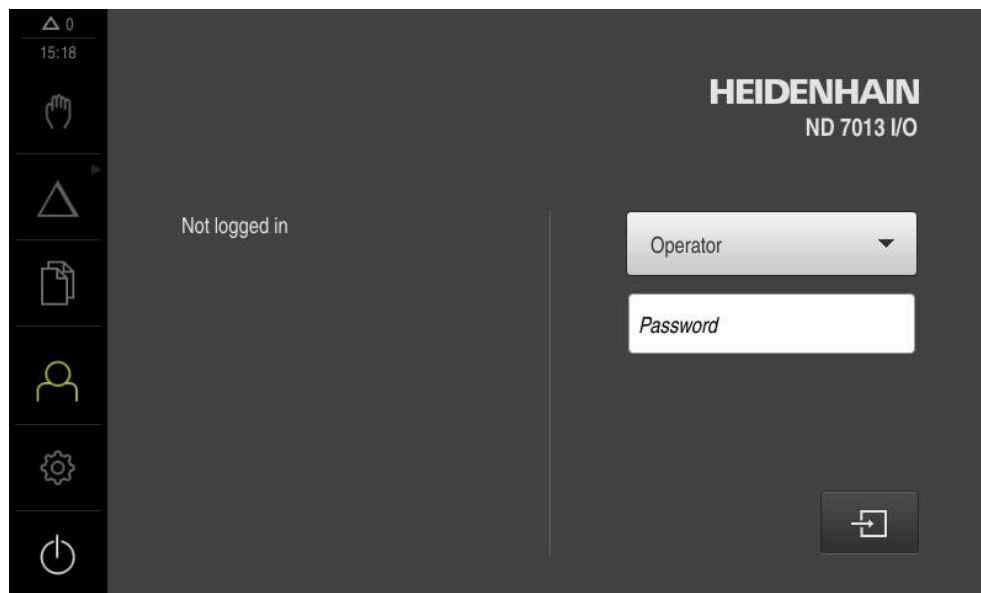 0
15:18
HEIDENHAIN
ND 7013 I/O
Not logged in
Operator
Password